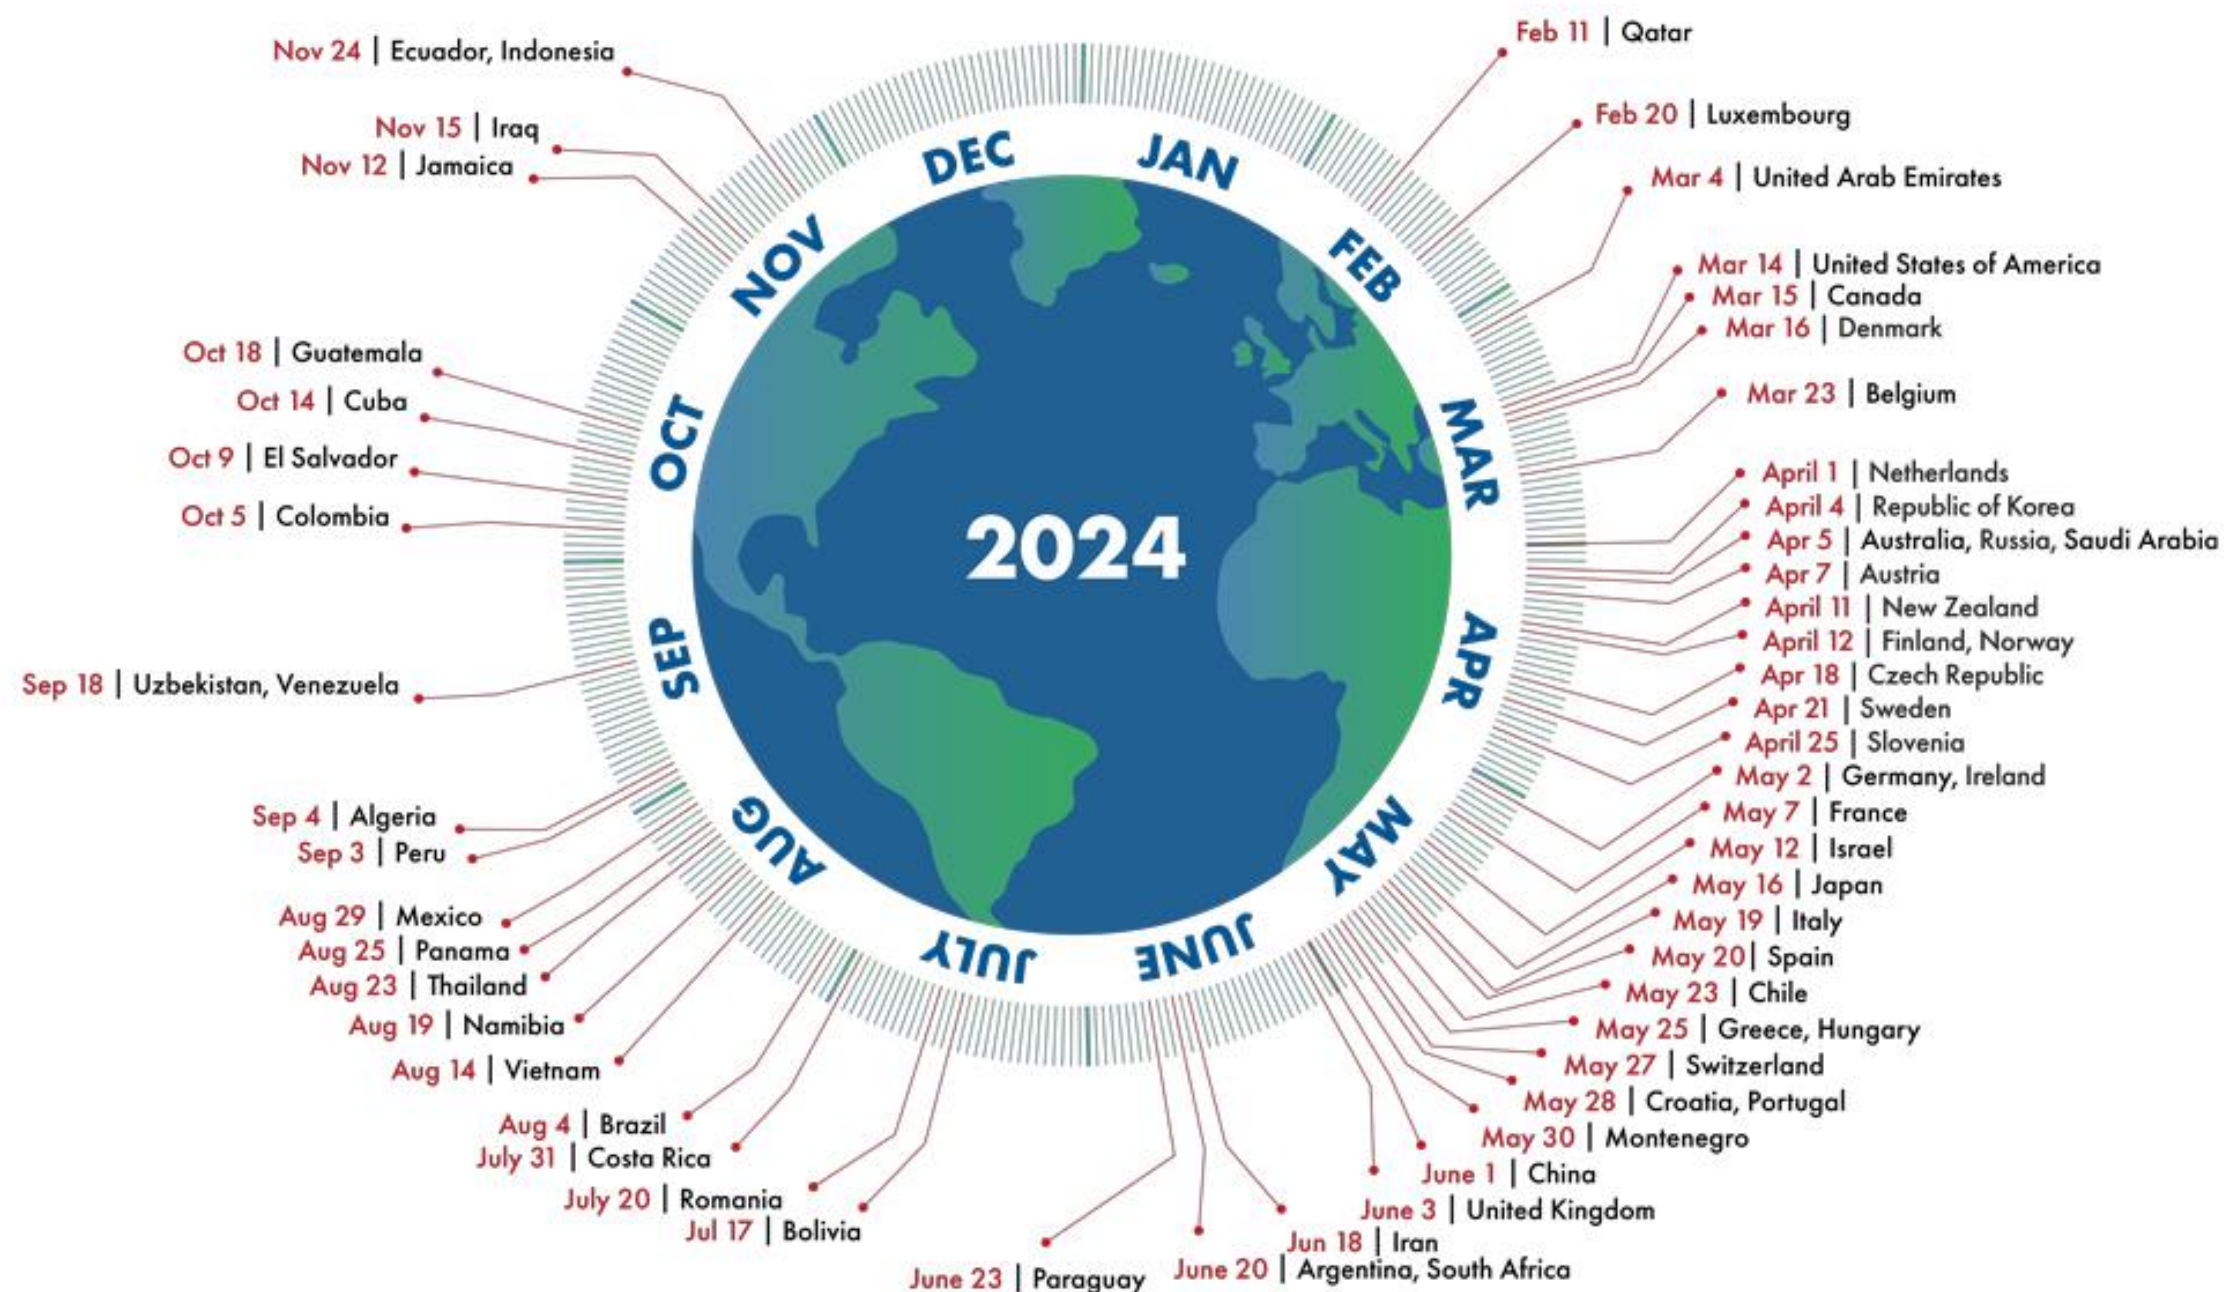 Feb 11 | Qatar
Feb 20 | Luxembourg
Mar 4 | United Arab Emirates
Mar 14 | United States of America
Mar 15 | Canada
Mar 16 | Denmark
Mar 23 | Belgium
April 1 | Netherlands
April 4 | Republic of Korea
Apr 5 | Australia, Russia, Saudi Arabia
Apr 7 | Austria
April 11 | New Zealand
April 12 | Finland, Norway
Apr 18 | Czech Republic
Apr 21 | Sweden
April 25 | Slovenia
May 2 | Germany, Ireland
May 7 | France
May 12 | Israel
May 16 | Japan
May 19 | Italy
May 20 | Spain
May 23 | Chile
May 25 | Greece, Hungary
May 27 | Switzerland
May 28 | Croatia, Portugal
May 30 | Montenegro
June 1 | China
June 3 | United Kingdom
Jun 18 | Iran
June 20 | Argentina, South Africa
June 23 | Paraguay
Jul 17 | Bolivia
July 20 | Romania
July 31 | Costa Rica
Aug 4 | Brazil
Aug 14 | Vietnam
Aug 19 | Namibia
Aug 23 | Thailand
Aug 25 | Panama
Aug 29 | Mexico
Sep 3 | Peru
Sep 4 | Algeria
Sep 18 | Uzbekistan, Venezuela
Oct 5 | Colombia
Oct 9 | El Salvador
Oct 14 | Cuba
Oct 18 | Guatemala
Nov 12 | Jamaica
Nov 15 | Iraq
Nov 24 | Ecuador, Indonesia
JAN
FEB
MAR
APR
MAY
JUNE
JULY
AUG
SEP
OCT
NOV
DEC
2024